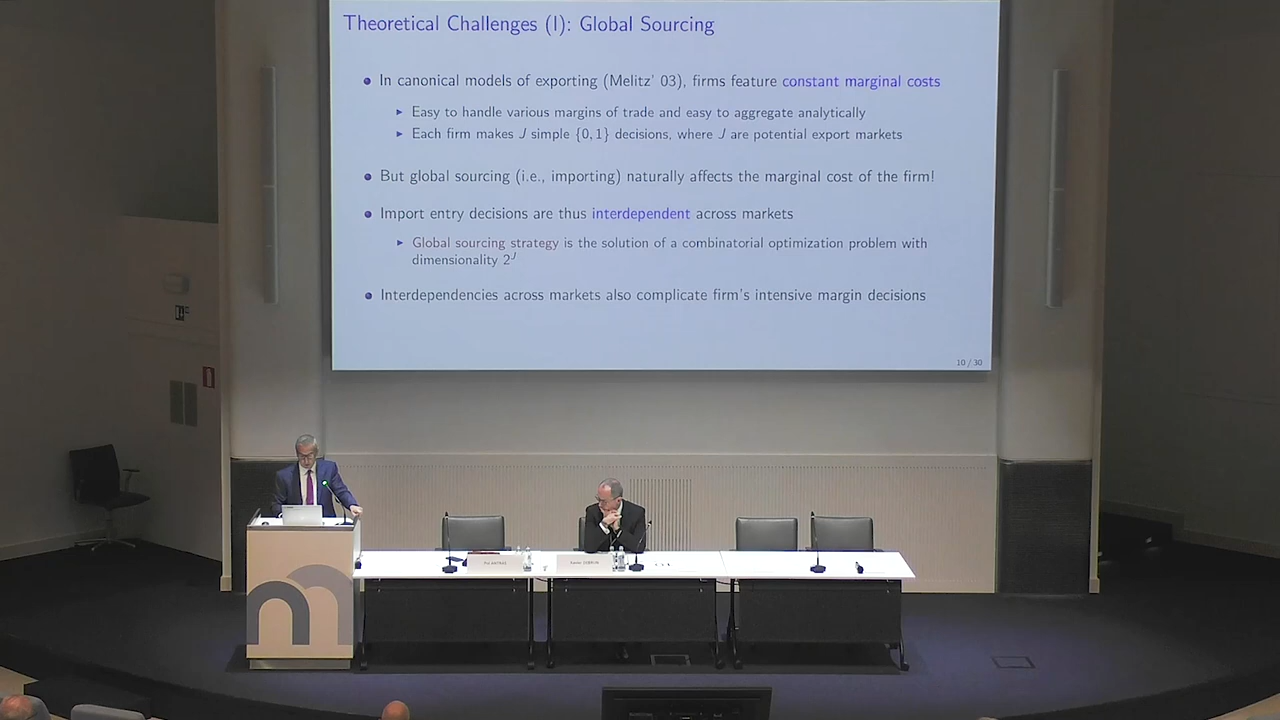 Theoretical Challenges (I): Global Sourcing
In canonical models of exporting (Melitz' 03), firms feature constant marginal costs
Easy to handle various margins of trade and easy to aggregate analytically
Each firm makes J simple {0, 1} decisions, where J are potential export markets
But global sourcing (i.e., importing) naturally affects the marginal cost of the firm!
Import entry decisions are thus interdependent across markets
Global sourcing strategy is the solution of a combinatorial optimization problem with
dimensionality 2^J
Interdependencies across markets also complicate firm's intensive margin decisions
10 / 30
Pol ANTRAS
Xavier DEBRUN